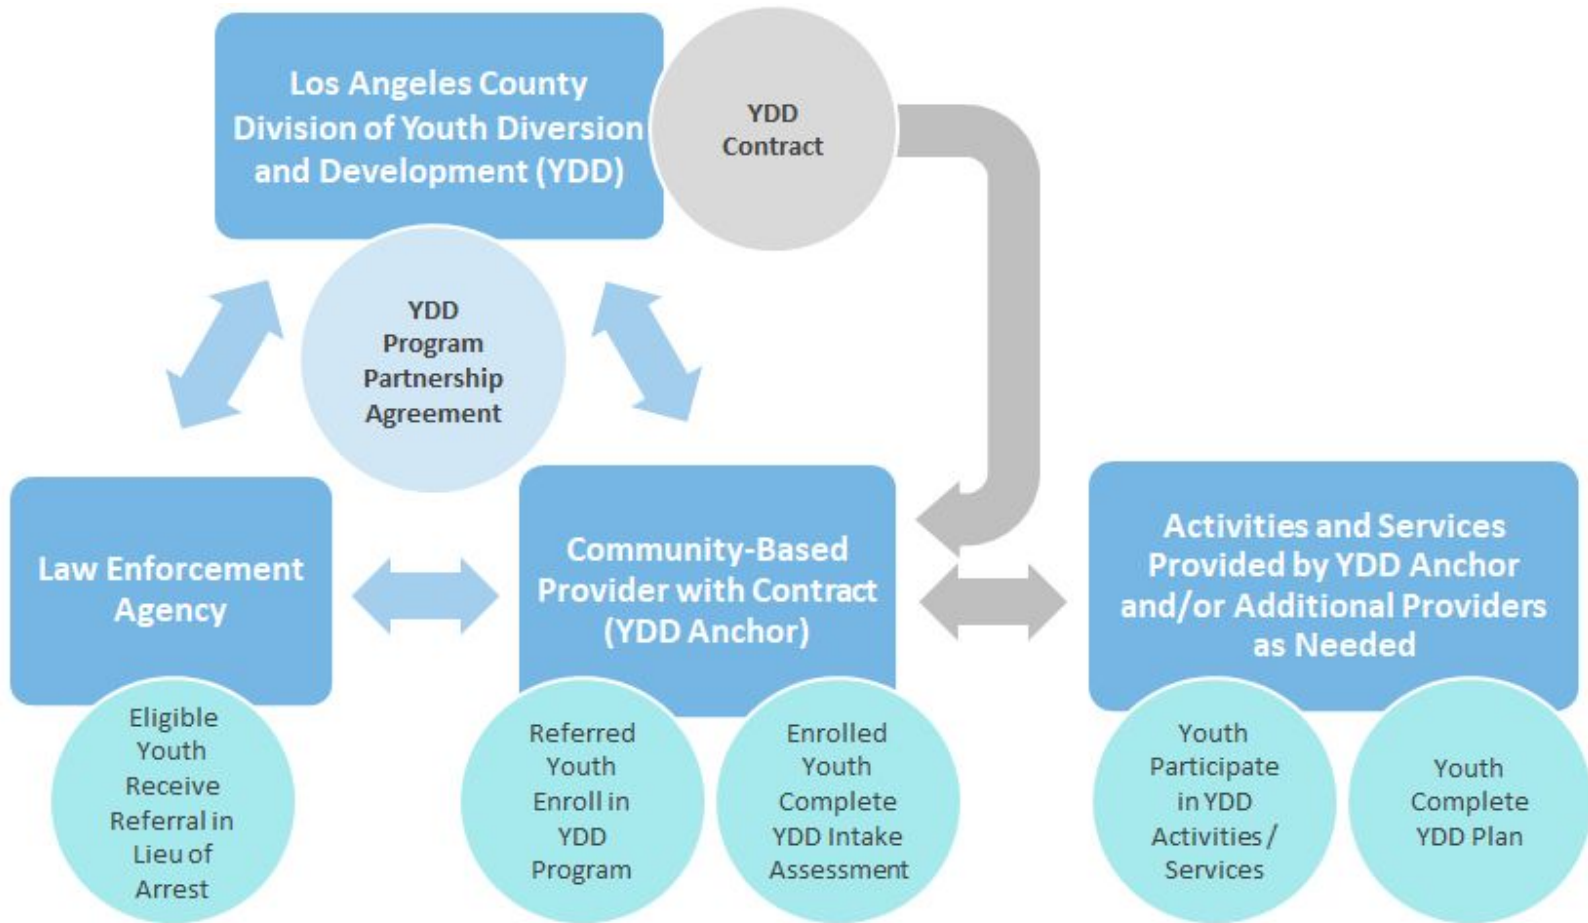 Los Angeles County
Division of Youth Diversion
and Development (YDD)
YDD
Contract
YDD
Program
Partnership
Agreement
Law Enforcement
Agency
Community-Based
Provider with Contract
(YDD Anchor)
Activities and Services
Provided by YDD Anchor
and/or Additional Providers
as Needed
Eligible
Youth
Receive
Referral in
Lieu of
Arrest
Referred
Youth
Enroll in
YDD
Program
Enrolled
Youth
Complete
YDD Intake
Assessment
Youth
Participate
in YDD
Activities /
Services
Youth
Complete
YDD Plan